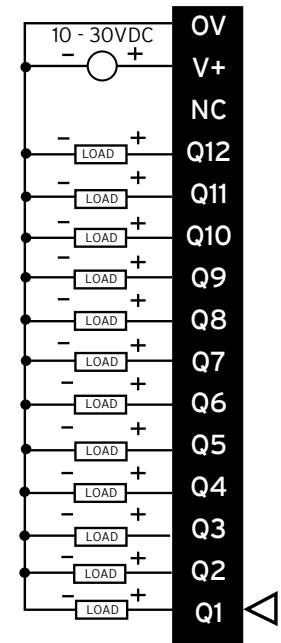 10 - 30VDC 0V
- + V+
NC
- LOAD + Q12
- LOAD + Q11
- LOAD + Q10
- LOAD + Q9
- LOAD + Q8
- LOAD + Q7
- LOAD + Q6
- LOAD + Q5
- LOAD + Q4
- LOAD + Q3
- LOAD + Q2
- LOAD + Q1